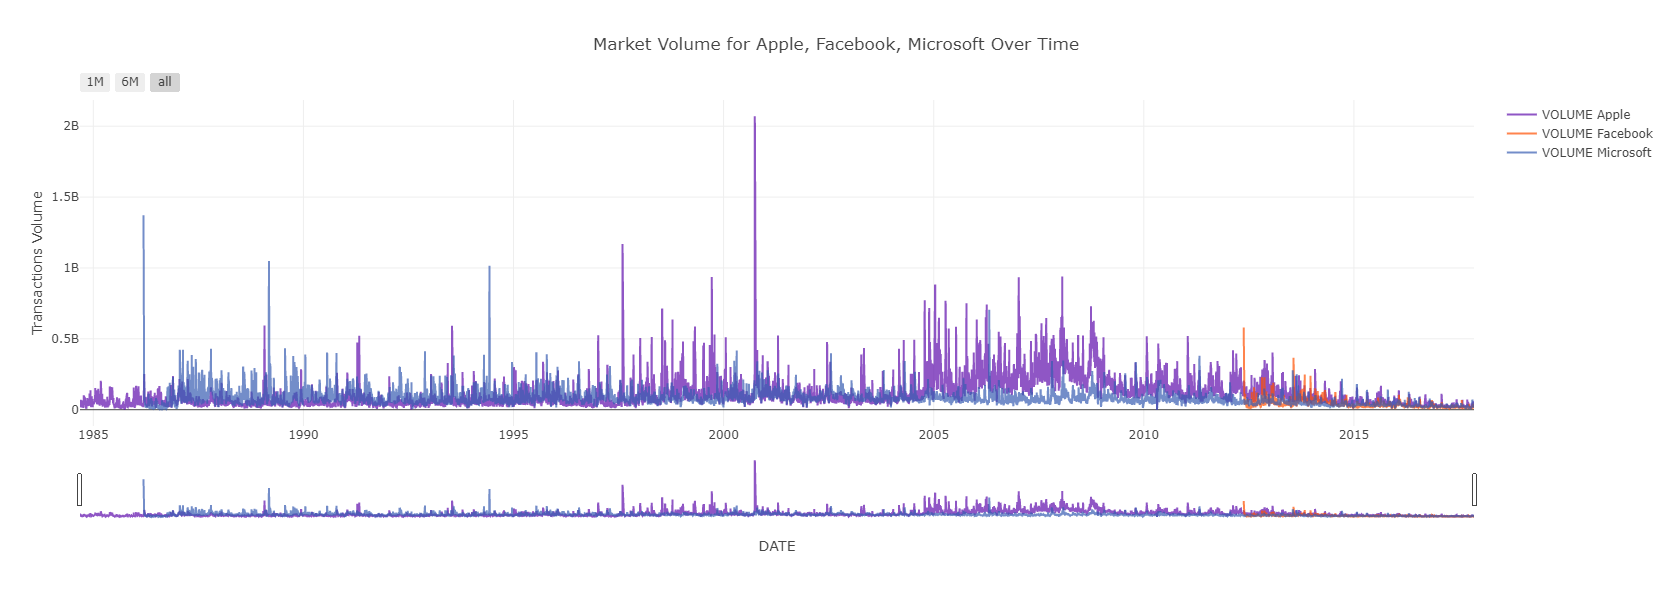 Market Volume for Apple, Facebook, Microsoft Over Time
1M 6M all
VOLUME Apple
VOLUME Facebook
VOLUME Microsoft
Transactions Volume
2B
1.5B
1B
0.5B
0
1985 1990 1995 2000 2005 2010 2015
DATE